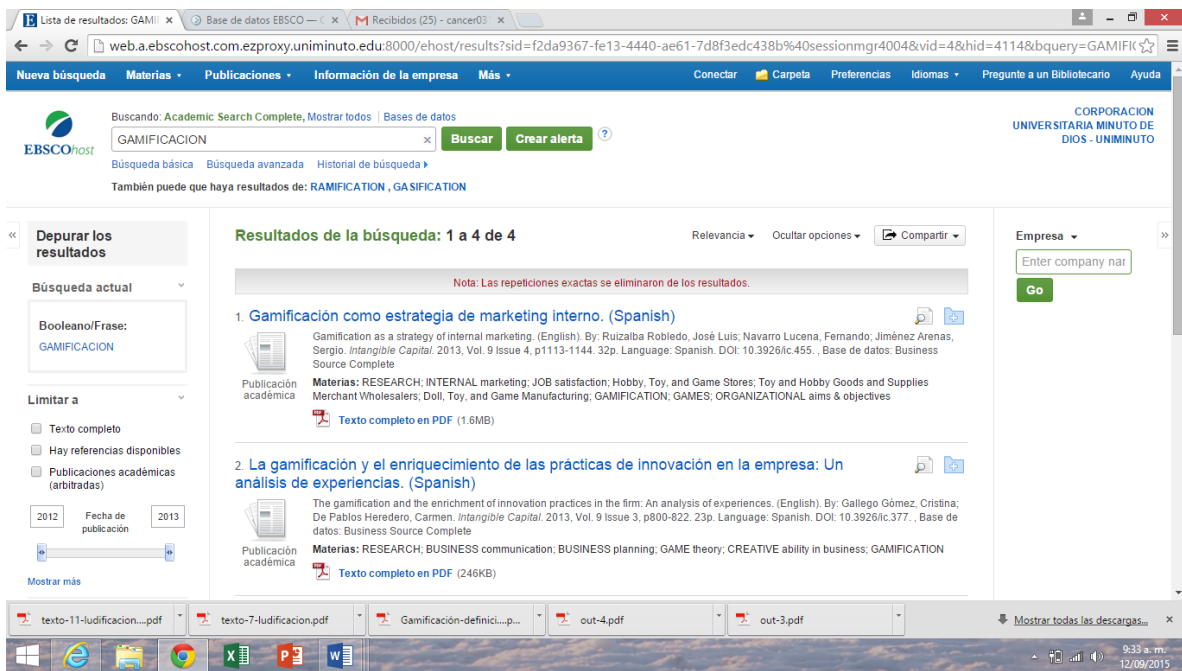 Lista de resultados: GAMI
Base de datos EBSCO —
Recibidos (25) - cancer03
web.a.ebscohost.com.ezproxy.uniminuto.edu:8000/ehost/results?sid=f2da9367-fe13-4440-ae61-7d8f3edc438b%40sessionmgr4004&vid=4&hid=4114&bquery=GAMIFI
Nueva búsqueda Materias Publicaciones Información de la empresa Más Conectar Carpeta Preferencias Idiomas Pregunte a un Bibliotecario Ayuda
EBSCOhost
Buscando: Academic Search Complete, Mostrar todos | Bases de datos
GAMIFICACION × Buscar Crear alerta ?
Búsqueda básica Búsqueda avanzada Historial de búsqueda
También puede que haya resultados de: RAMIFICATION , GASIFICATION
CORPORACION
UNIVERSITARIA MINUTO DE
DIOS - UNIMINUTO
« Depurar los
resultados
Búsqueda actual
Booleano/Frase:
GAMIFICACION
Limitar a
Texto completo
Hay referencias disponibles
Publicaciones académicas
(arbitradas)
2012 Fecha de
publicación
2013
Mostrar más
Resultados de la búsqueda: 1 a 4 de 4
Relevancia Ocultar opciones Compartir
Nota: Las repeticiones exactas se eliminaron de los resultados.
1. Gamificación como estrategia de marketing interno. (Spanish)
Publicación
académica
Gamification as a strategy of internal marketing. (English). By: Ruizalba Robledo, José Luis; Navarro Lucena, Fernando; Jiménez Arenas,
Sergio. Intangible Capital. 2013, Vol. 9 Issue 4, p1113-1144. 32p. Language: Spanish. DOI: 10.3926/ic.455. , Base de datos: Business
Source Complete
Materias: RESEARCH; INTERNAL marketing; JOB satisfaction; Hobby, Toy, and Game Stores; Toy and Hobby Goods and Supplies
Merchant Wholesalers; Doll, Toy, and Game Manufacturing; GAMIFICATION; GAMES; ORGANIZATIONAL aims & objectives
PDF Texto completo en PDF (1.6MB)
2. La gamificación y el enriquecimiento de las prácticas de innovación en la empresa: Un
análisis de experiencias. (Spanish)
Publicación
académica
The gamification and the enrichment of innovation practices in the firm: An analysis of experiences. (English). By: Gallego Gómez, Cristina;
De Pablos Heredero, Carmen. Intangible Capital. 2013, Vol. 9 Issue 3, p800-822. 23p. Language: Spanish. DOI: 10.3926/ic.377. , Base de
datos: Business Source Complete
Materias: RESEARCH; BUSINESS communication; BUSINESS planning; GAME theory; CREATIVE ability in business; GAMIFICATION
PDF Texto completo en PDF (246KB)
Empresa »
Enter company nar
Go
texto-11-ludificacion....pdf
texto-7-ludificacion.pdf
Gamificación-definici....p...
out-4.pdf
out-3.pdf
Mostrar todas las descargas...
9:33 a. m.
12/09/2015